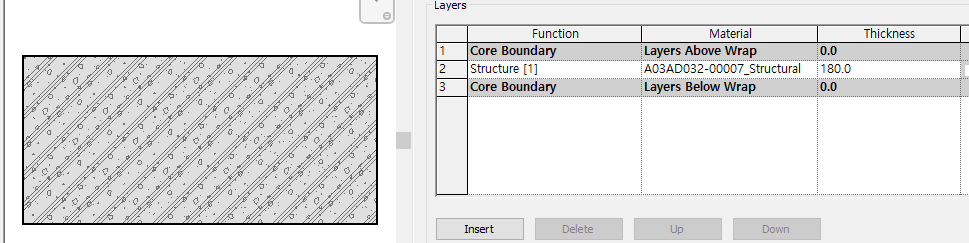 Layers
Function Material Thickness
1 Core Boundary Layers Above Wrap 0.0
2 Structure [1] A03AD032-00007_Structural 180.0
3 Core Boundary Layers Below Wrap 0.0
Insert Delete Up Down